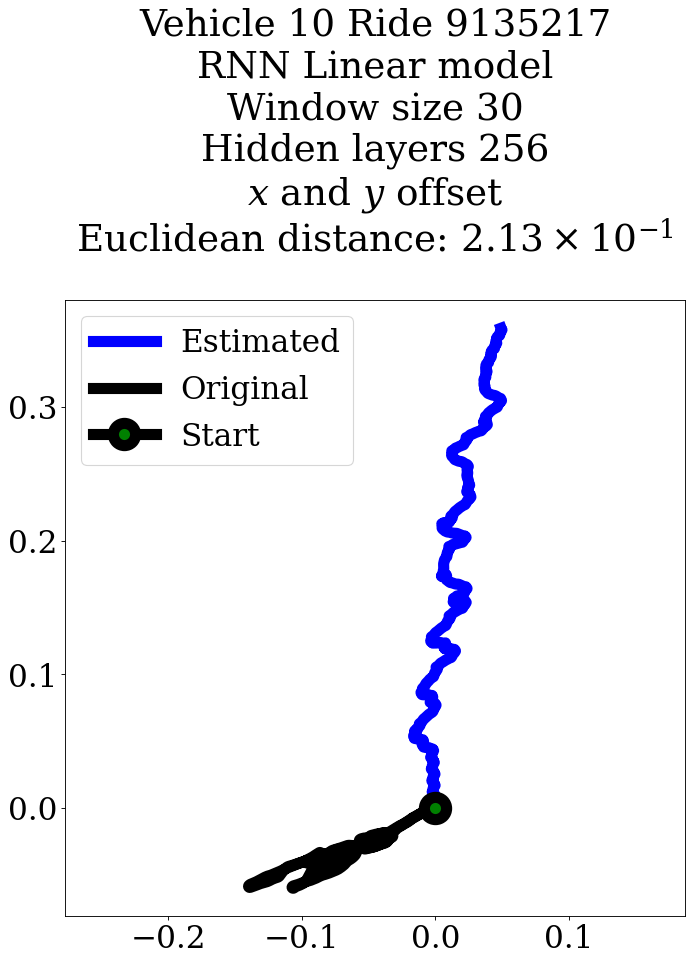 Vehicle 10 Ride 9135217
RNN Linear model
Window size 30
Hidden layers 256
x and y offset
Euclidean distance: 2.13 × 10⁻¹
Estimated
Original
Start
0.3
0.2
0.1
0.0
−0.2
−0.1
0.0
0.1